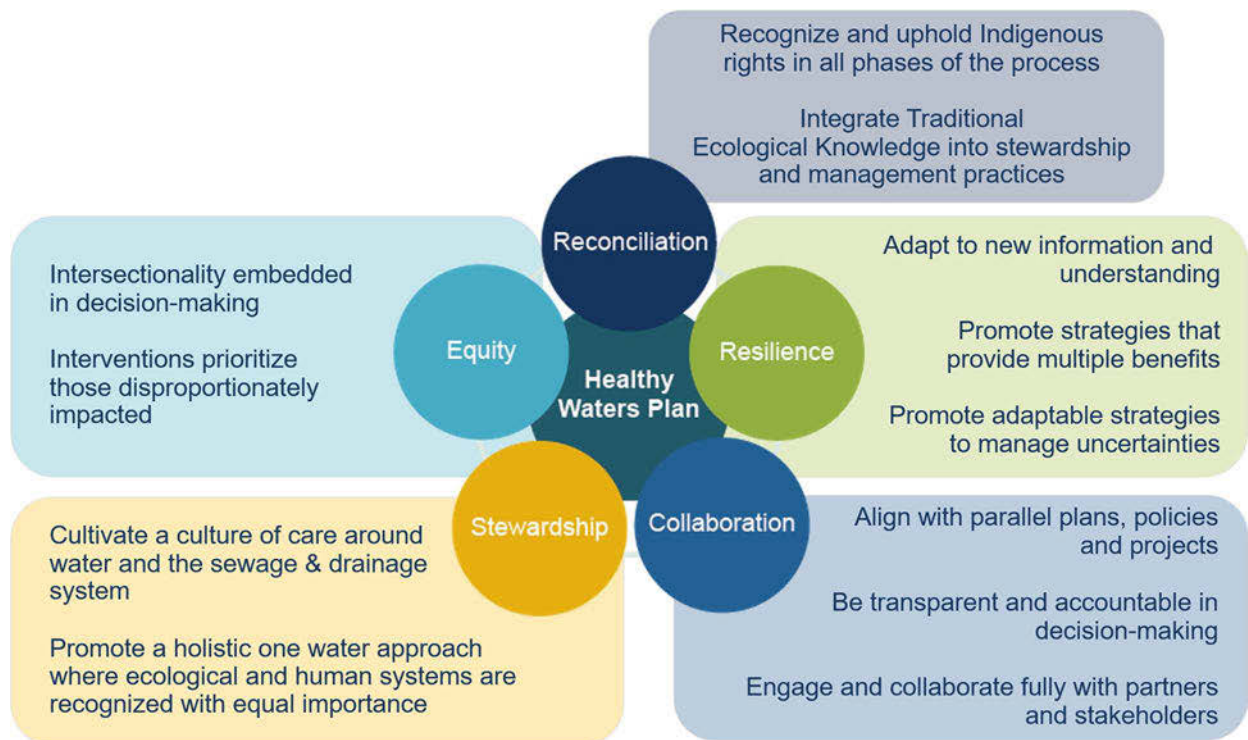 Recognize and uphold Indigenous
rights in all phases of the process
Integrate Traditional
Ecological Knowledge into stewardship
and management practices
Reconciliation
Intersectionality embedded
in decision-making
Interventions prioritize
those disproportionately
impacted
Equity
Healthy
Waters Plan
Resilience
Adapt to new information and
understanding
Promote strategies that
provide multiple benefits
Promote adaptable strategies
to manage uncertainties
Cultivate a culture of care around
water and the sewage & drainage
system
Promote a holistic one water approach
where ecological and human systems are
recognized with equal importance
Stewardship
Collaboration
Align with parallel plans, policies
and projects
Be transparent and accountable in
decision-making
Engage and collaborate fully with partners
and stakeholders